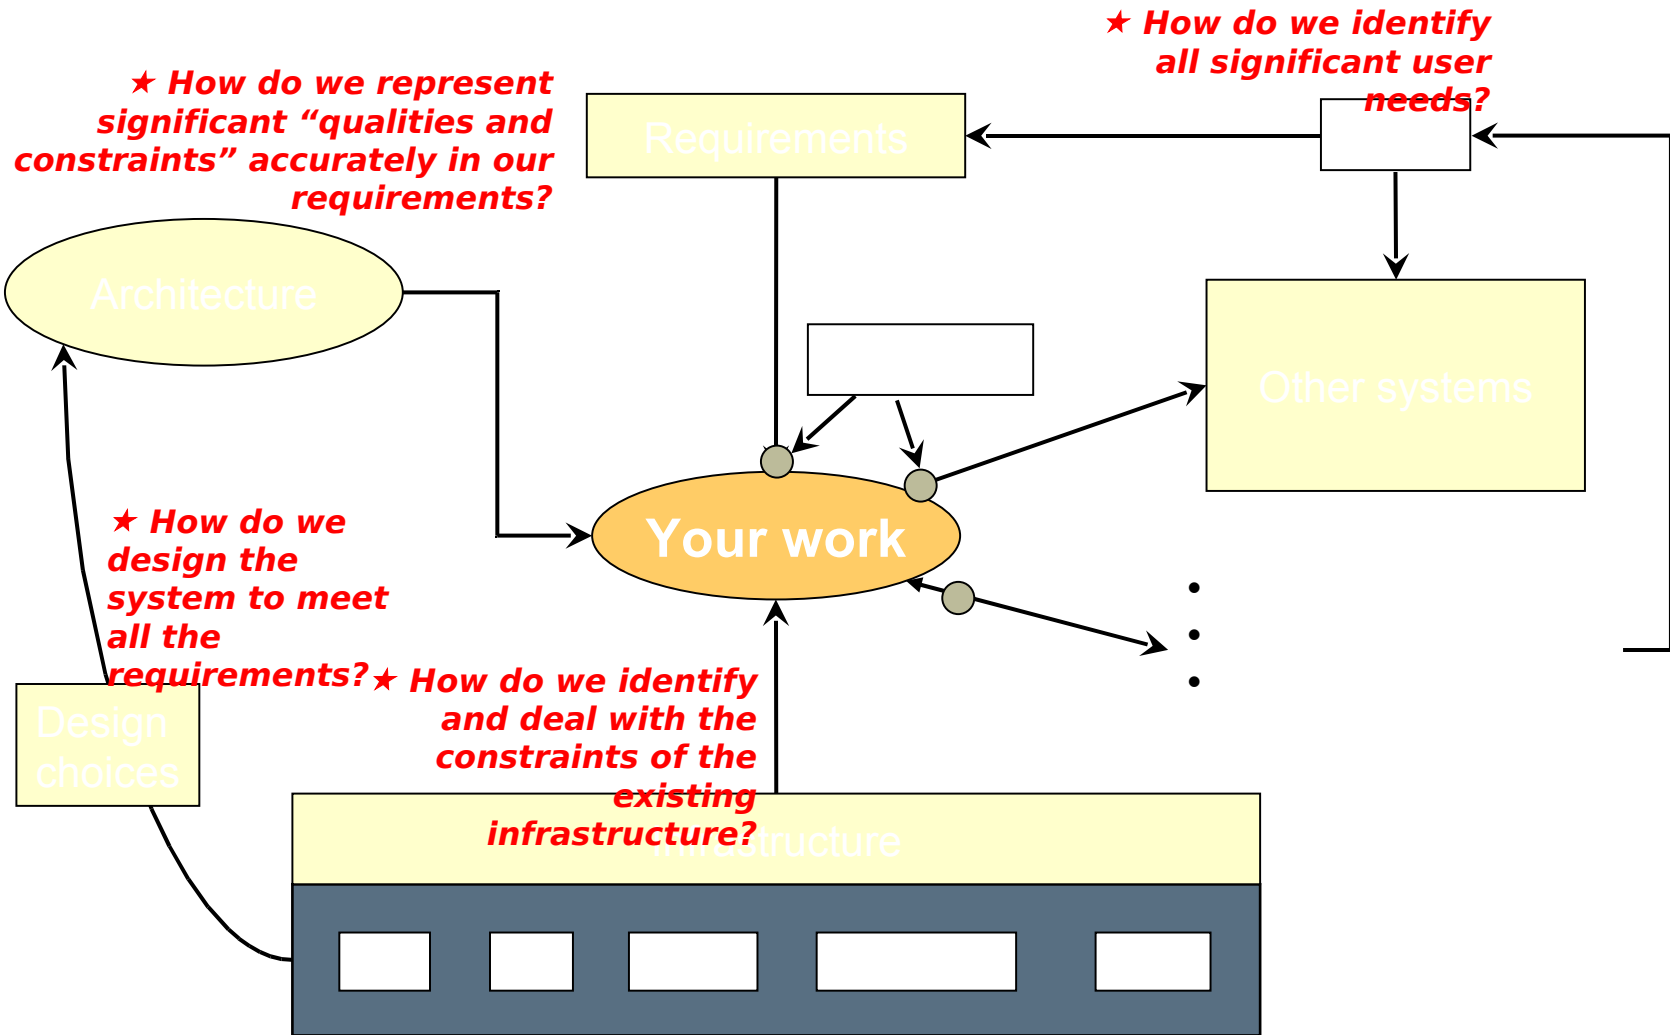 ★ How do we identify
all significant user
needs?
★ How do we represent
significant “qualities and
constraints” accurately in our
requirements?
Requirements
Architecture
Other systems
Your work
★ How do we
design the
system to meet
all the
requirements?
★ How do we identify
and deal with the
constraints of the
existing
infrastructure?
Design
choices
Infrastructure